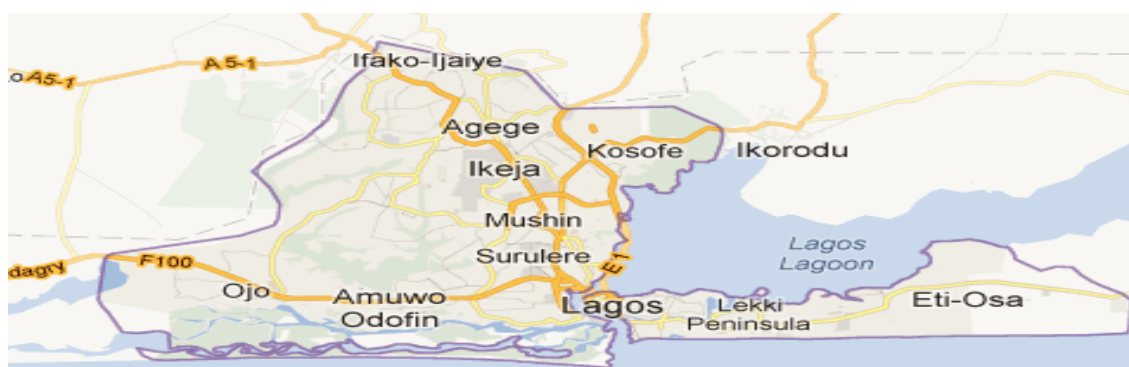 Ifako-Ijaiye
A 5-1
A5-1
Agege
Kosofe
Ikorodu
Ikeja
Mushin
Lagos
Lagoon
Surulere
E1
dagry
F100
Ojo
Amuwo
Odofin
Lagos
Lekki
Peninsula
Eti-Osa